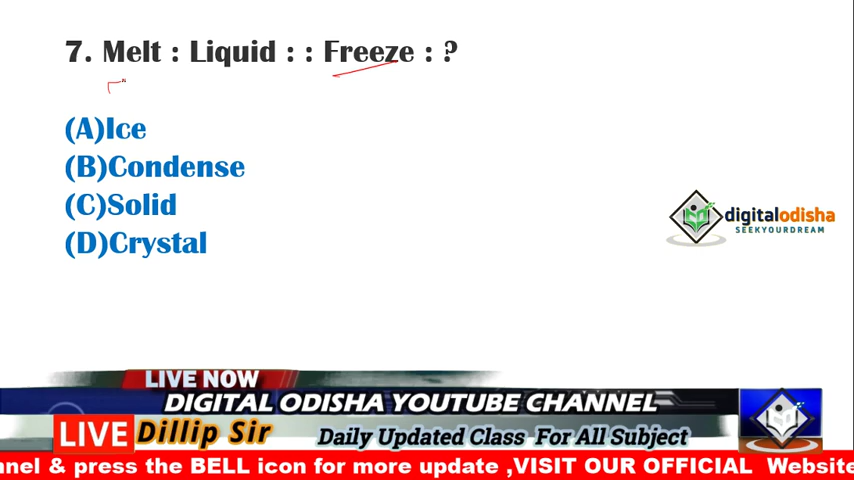 7. Melt : Liquid : : Freeze : ?
(A)Ice
(B)Condense
(C)Solid
(D)Crystal
digitalodisha
SEEKYOURDREAM
LIVE NOW
DIGITAL ODISHA YOUTUBE CHANNEL
LIVE Dillip Sir
Daily Updated Class For All Subject
nnel & press the BELL icon for more update ,VISIT OUR OFFICIAL Website